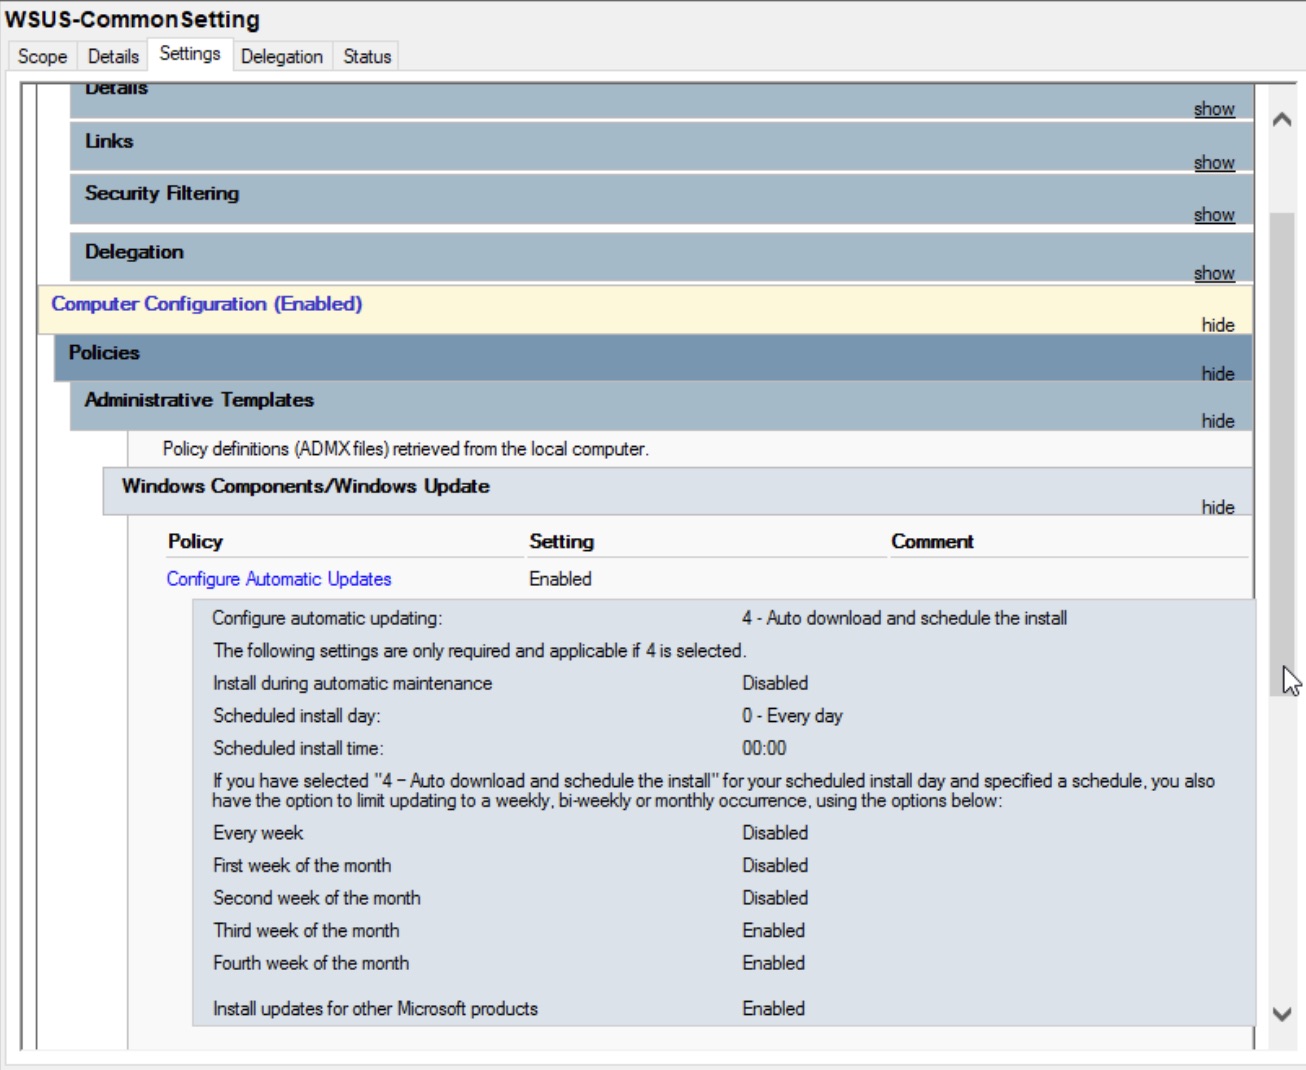 WSUS-CommonSetting
Scope Details Settings Delegation Status
Details
show
Links
show
Security Filtering
show
Delegation
show
Computer Configuration (Enabled)
hide
Policies
hide
Administrative Templates
hide
Policy definitions (ADMX files) retrieved from the local computer.
Windows Components/Windows Update
hide
Policy Setting Comment
Configure Automatic Updates Enabled
Configure automatic updating: 4 - Auto download and schedule the install
The following settings are only required and applicable if 4 is selected.
Install during automatic maintenance Disabled
Scheduled install day: 0 - Every day
Scheduled install time: 00:00
If you have selected "4 – Auto download and schedule the install" for your scheduled install day and specified a schedule, you also
have the option to limit updating to a weekly, bi-weekly or monthly occurrence, using the options below:
Every week Disabled
First week of the month Disabled
Second week of the month Disabled
Third week of the month Enabled
Fourth week of the month Enabled
Install updates for other Microsoft products Enabled